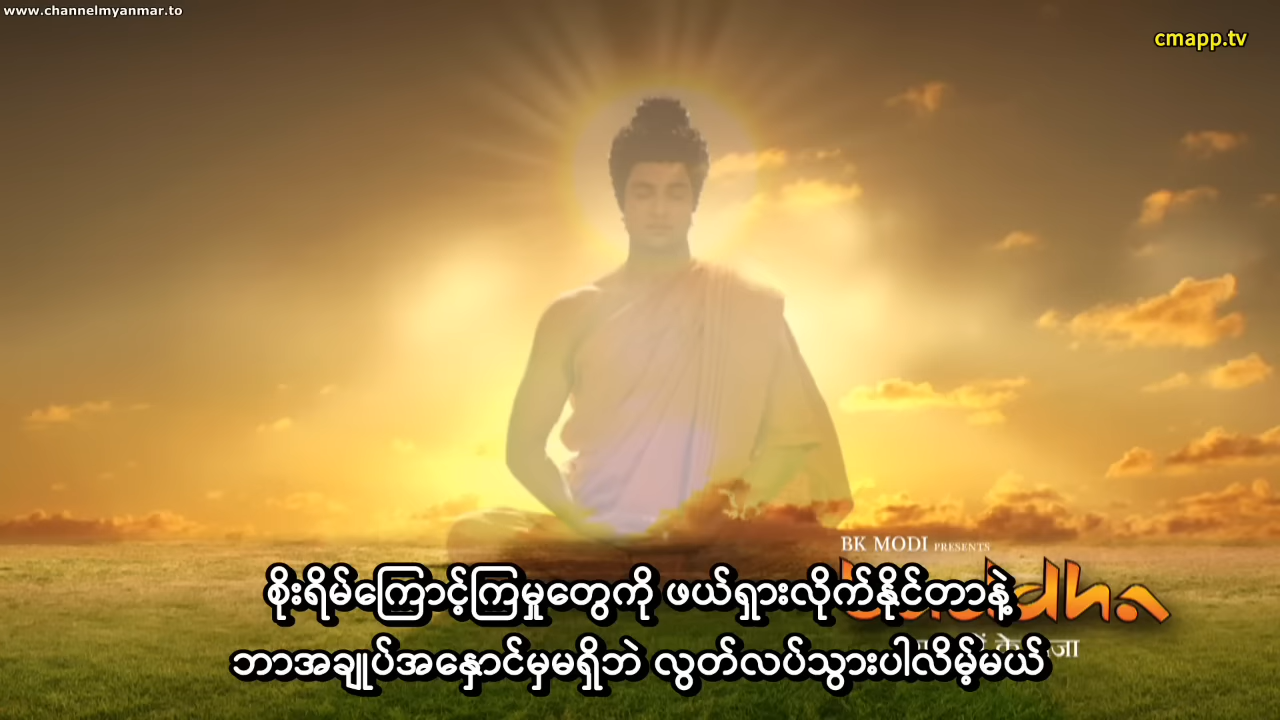 www.channelmyanmar.to
cmapp.tv
BK MODI PRESENTS
စိုးရိမ်ကြောင့်ကြမှုတွေကို ဖယ်ရှားလိုက်နိုင်တာနဲ့
ဘာအချုပ်အနှောင်မှမရှိဘဲ လွတ်လပ်သွားပါလိမ့်မယ်